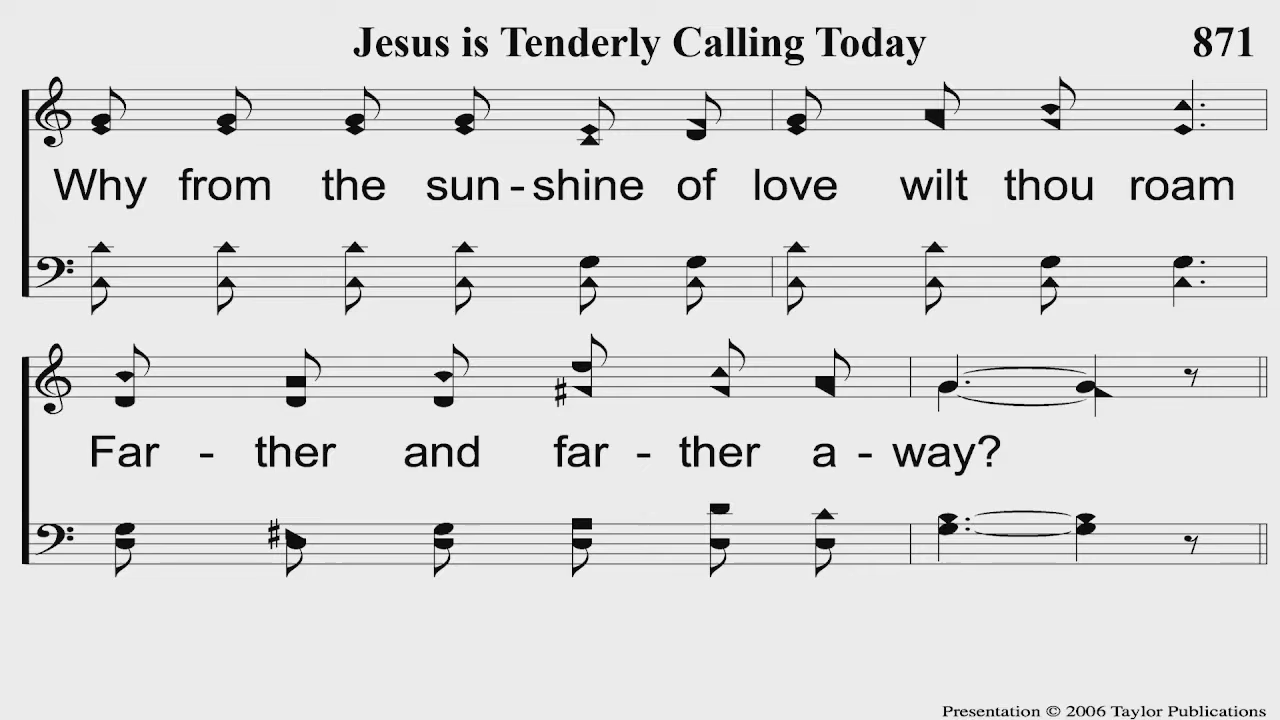 Jesus is Tenderly Calling Today 871
Why from the sun-shine of love wilt thou roam
Far - ther and far - ther a - way?
Presentation © 2006 Taylor Publications